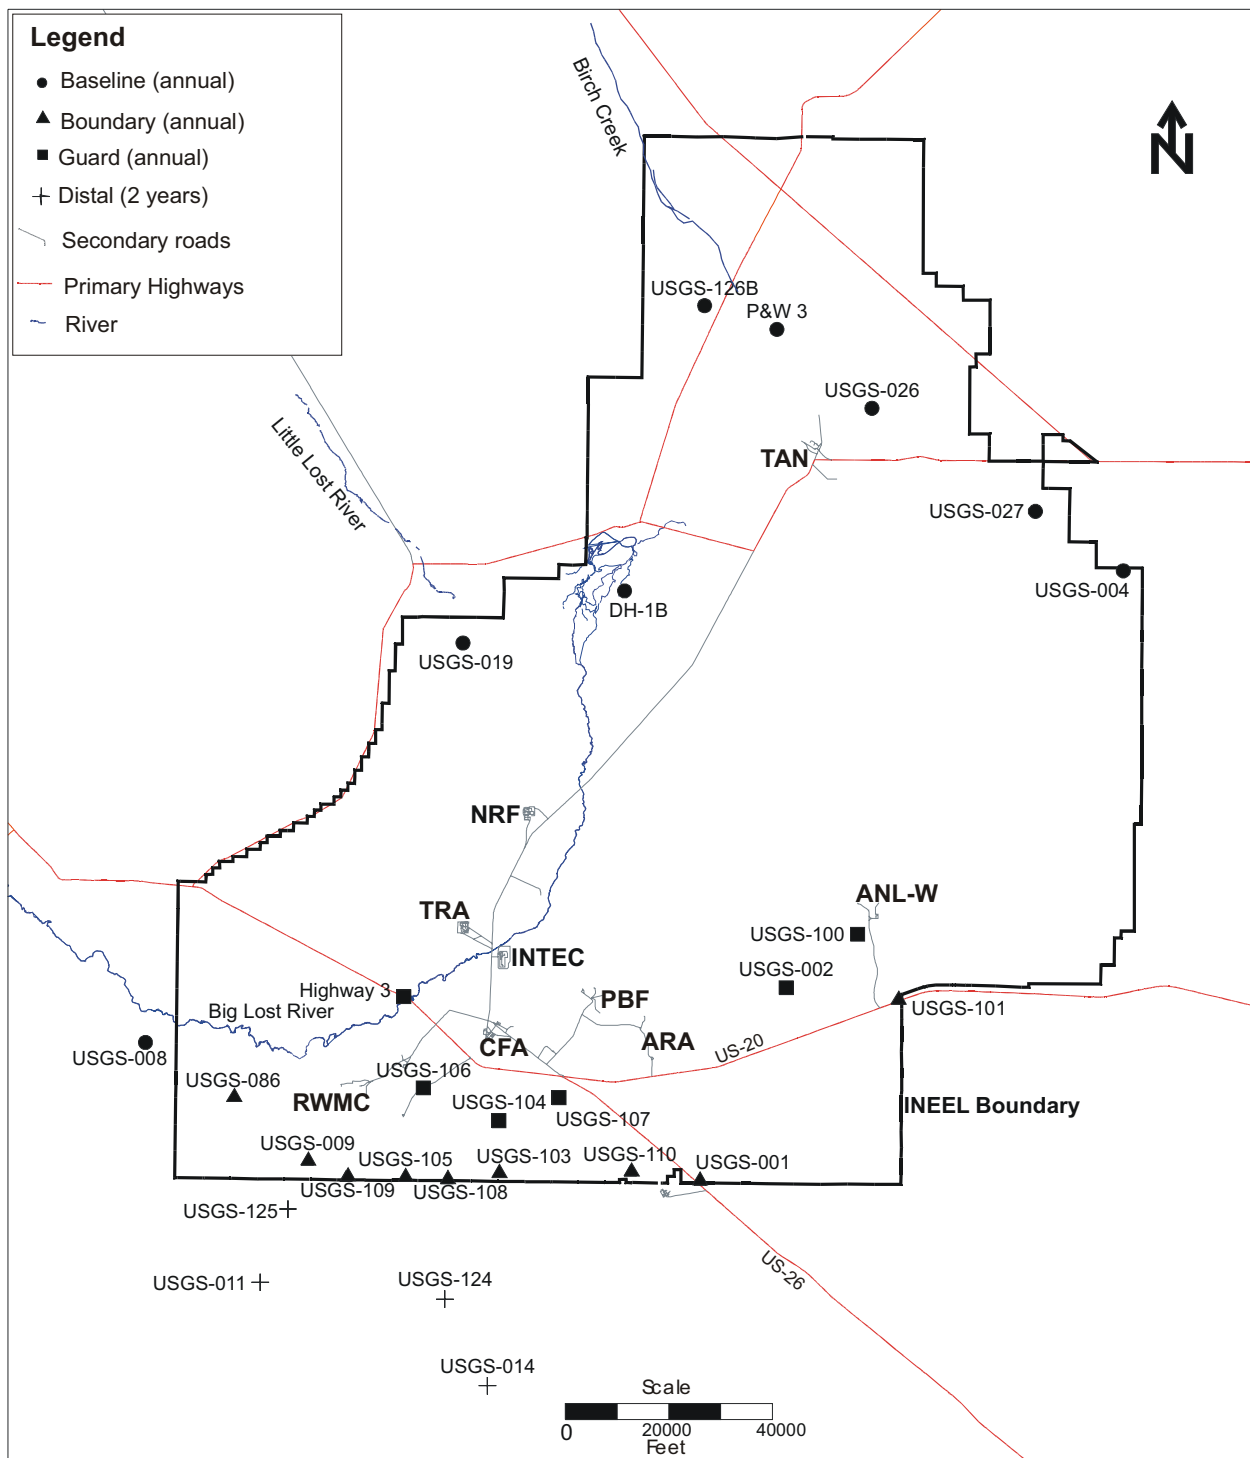 Legend
Baseline (annual)
Boundary (annual)
Guard (annual)
Distal (2 years)
Secondary roads
Primary Highways
River
N
Birch Creek
USGS-126B
P&W 3
USGS-026
TAN
Little Lost River
USGS-027
USGS-004
DH-1B
USGS-019
NRF
ANL-W
TRA
USGS-100
INTEC
USGS-002
Highway 3
PBF
Big Lost River
USGS-101
USGS-008
CFA
ARA
US-20
USGS-086
USGS-106
RWMC
USGS-104
USGS-107
INEEL Boundary
USGS-009
USGS-105
USGS-103
USGS-110
USGS-001
USGS-109
USGS-108
USGS-125
US-26
USGS-011
USGS-124
USGS-014
Scale
0 20000 40000
Feet